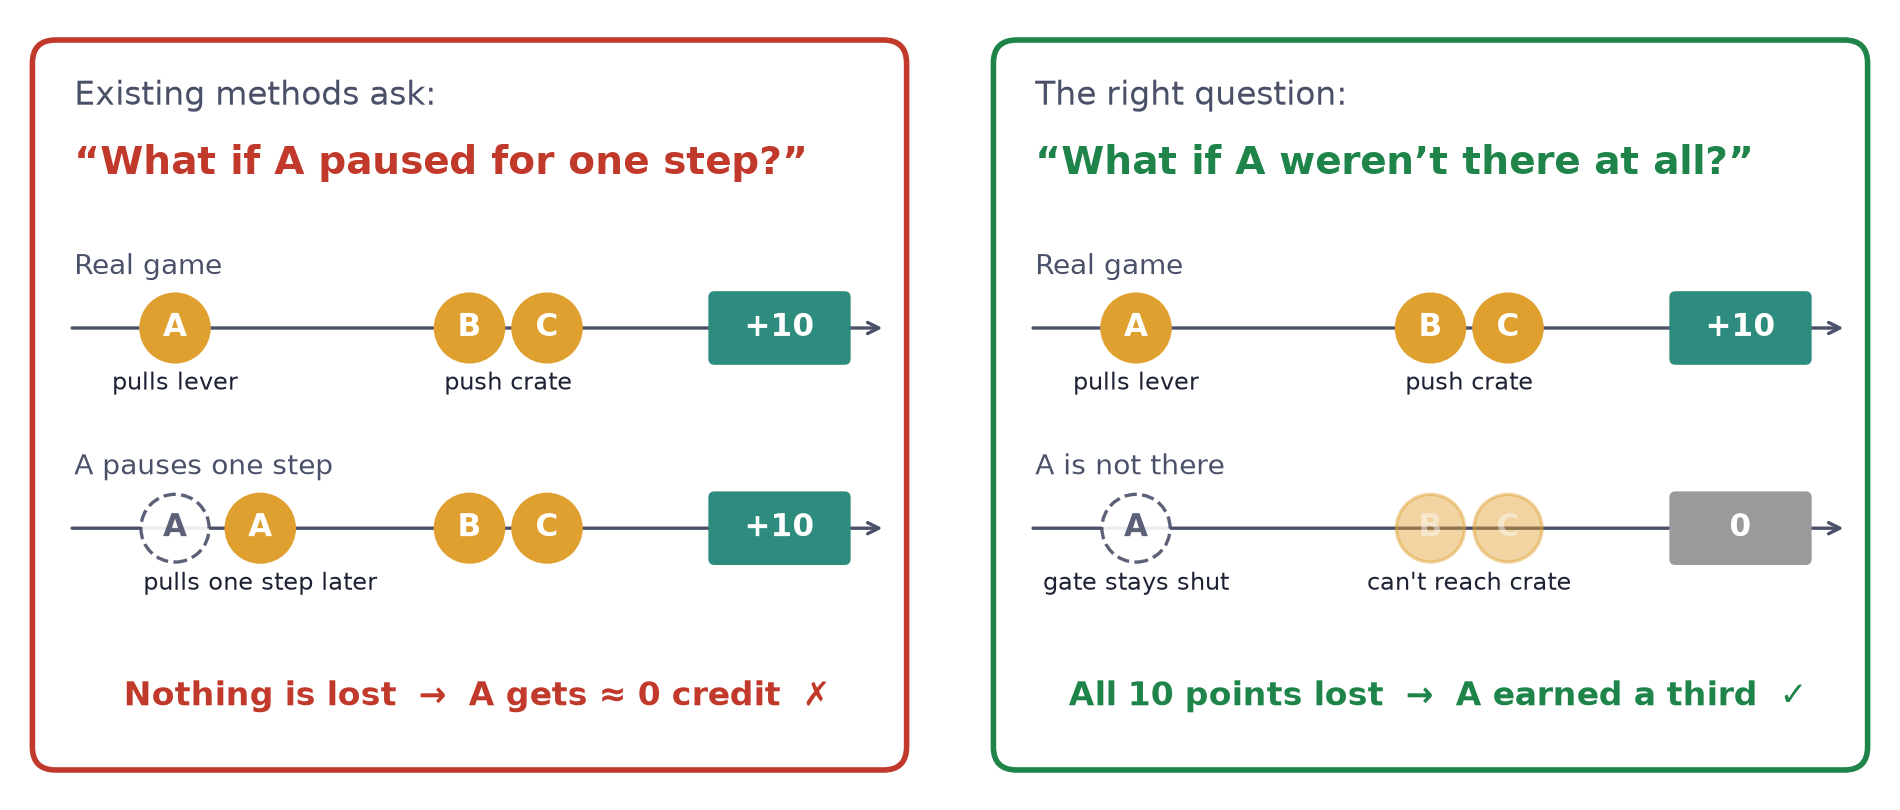 Existing methods ask:
“What if A paused for one step?”
Real game
A
B
C
+10
pulls lever
push crate
A pauses one step
A
A
B
C
+10
pulls one step later
Nothing is lost → A gets ≈ 0 credit ✗
The right question:
“What if A weren’t there at all?”
Real game
A
B
C
+10
pulls lever
push crate
A is not there
A
B
C
0
gate stays shut
can't reach crate
All 10 points lost → A earned a third ✓